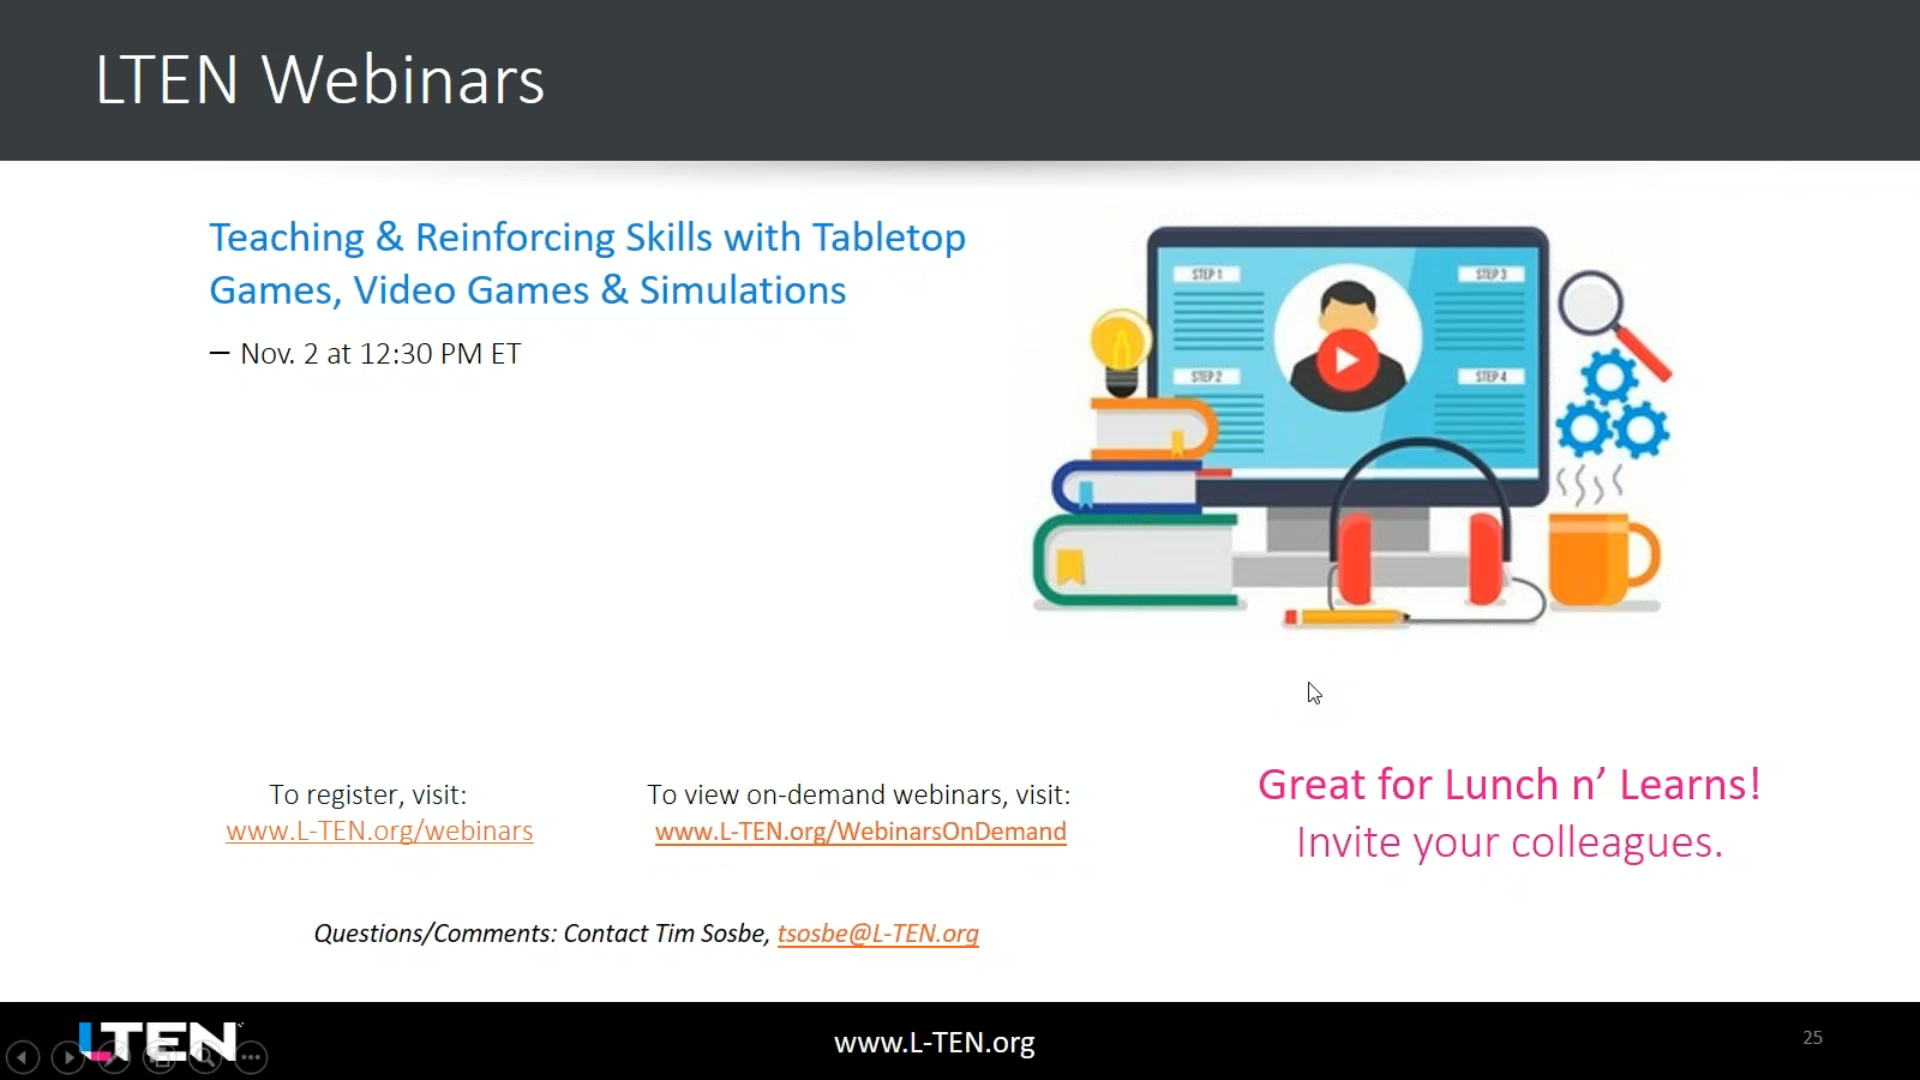 LTEN Webinars
Teaching & Reinforcing Skills with Tabletop
Games, Video Games & Simulations
– Nov. 2 at 12:30 PM ET
STEP 1
STEP 3
STEP 2
STEP 4
To register, visit:
www.L-TEN.org/webinars
To view on-demand webinars, visit:
www.L-TEN.org/WebinarsOnDemand
Great for Lunch n’ Learns!
Invite your colleagues.
Questions/Comments: Contact Tim Sosbe, tsosbe@L-TEN.org
LTEN
www.L-TEN.org
25